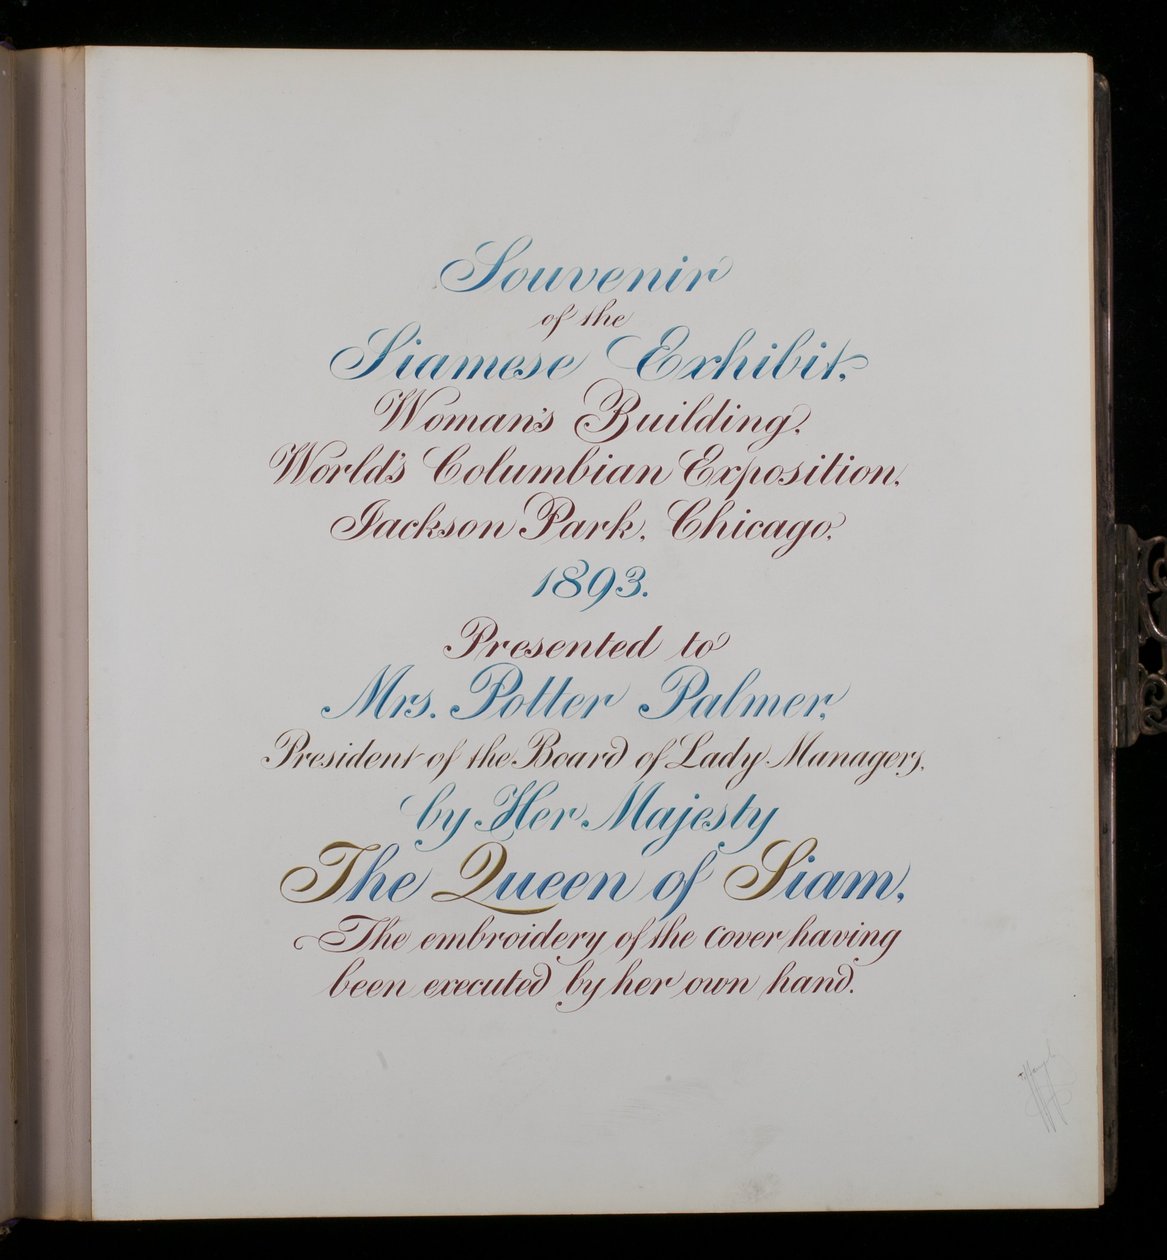 Souvenir
of the
Siamese Exhibit,
Woman's Building,
World's Columbian Exposition,
Jackson Park, Chicago,
1893.
Presented to
Mrs. Potter Palmer,
President of the Board of Lady Managers,
by Her Majesty
The Queen of Siam,
The embroidery of the cover having
been executed by her own hand.